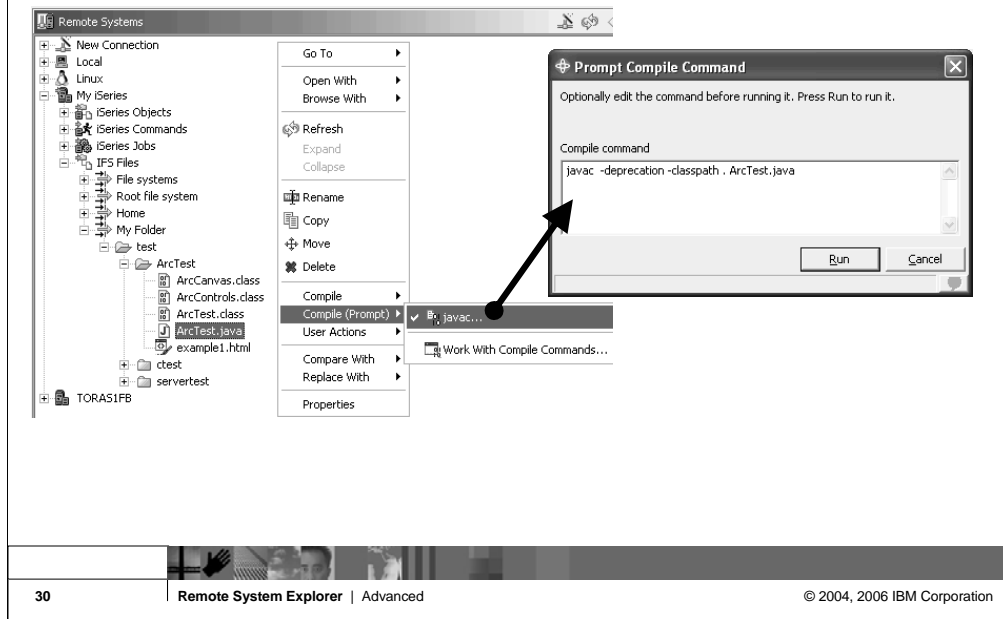 Remote Systems
New Connection
Local
Linux
My iSeries
iSeries Objects
iSeries Commands
iSeries Jobs
IFS Files
File systems
Root file system
Home
My Folder
test
ArcTest
ArcCanvas.class
ArcControls.class
ArcTest.class
ArcTest.java
example1.html
ctest
servertest
TORAS1FB
Go To
Open With
Browse With
Refresh
Expand
Collapse
Rename
Copy
Move
Delete
Compile
Compile (Prompt)
User Actions
Compare With
Replace With
Properties
javac...
Work With Compile Commands...
Prompt Compile Command
Optionally edit the command before running it. Press Run to run it.
Compile command
javac -deprecation -classpath . ArcTest.java
Run
Cancel
30
Remote System Explorer | Advanced
© 2004, 2006 IBM Corporation